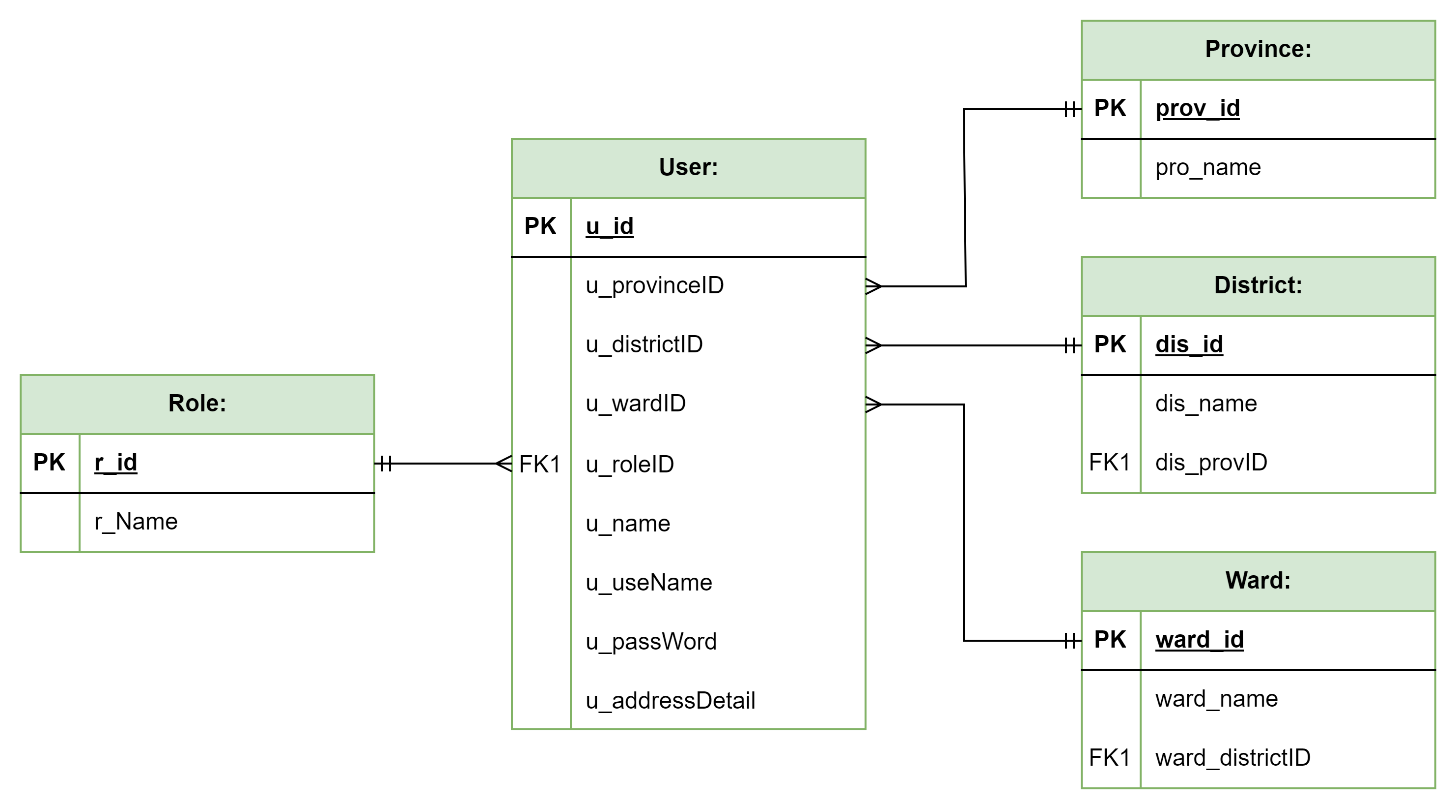 Province:
PK prov_id
pro_name
User:
PK u_id
u_provinceID
u_districtID
u_wardID
FK1 u_roleID
u_name
u_useName
u_passWord
u_addressDetail
District:
PK dis_id
dis_name
FK1 dis_provID
Role:
PK r_id
r_Name
Ward:
PK ward_id
ward_name
FK1 ward_districtID